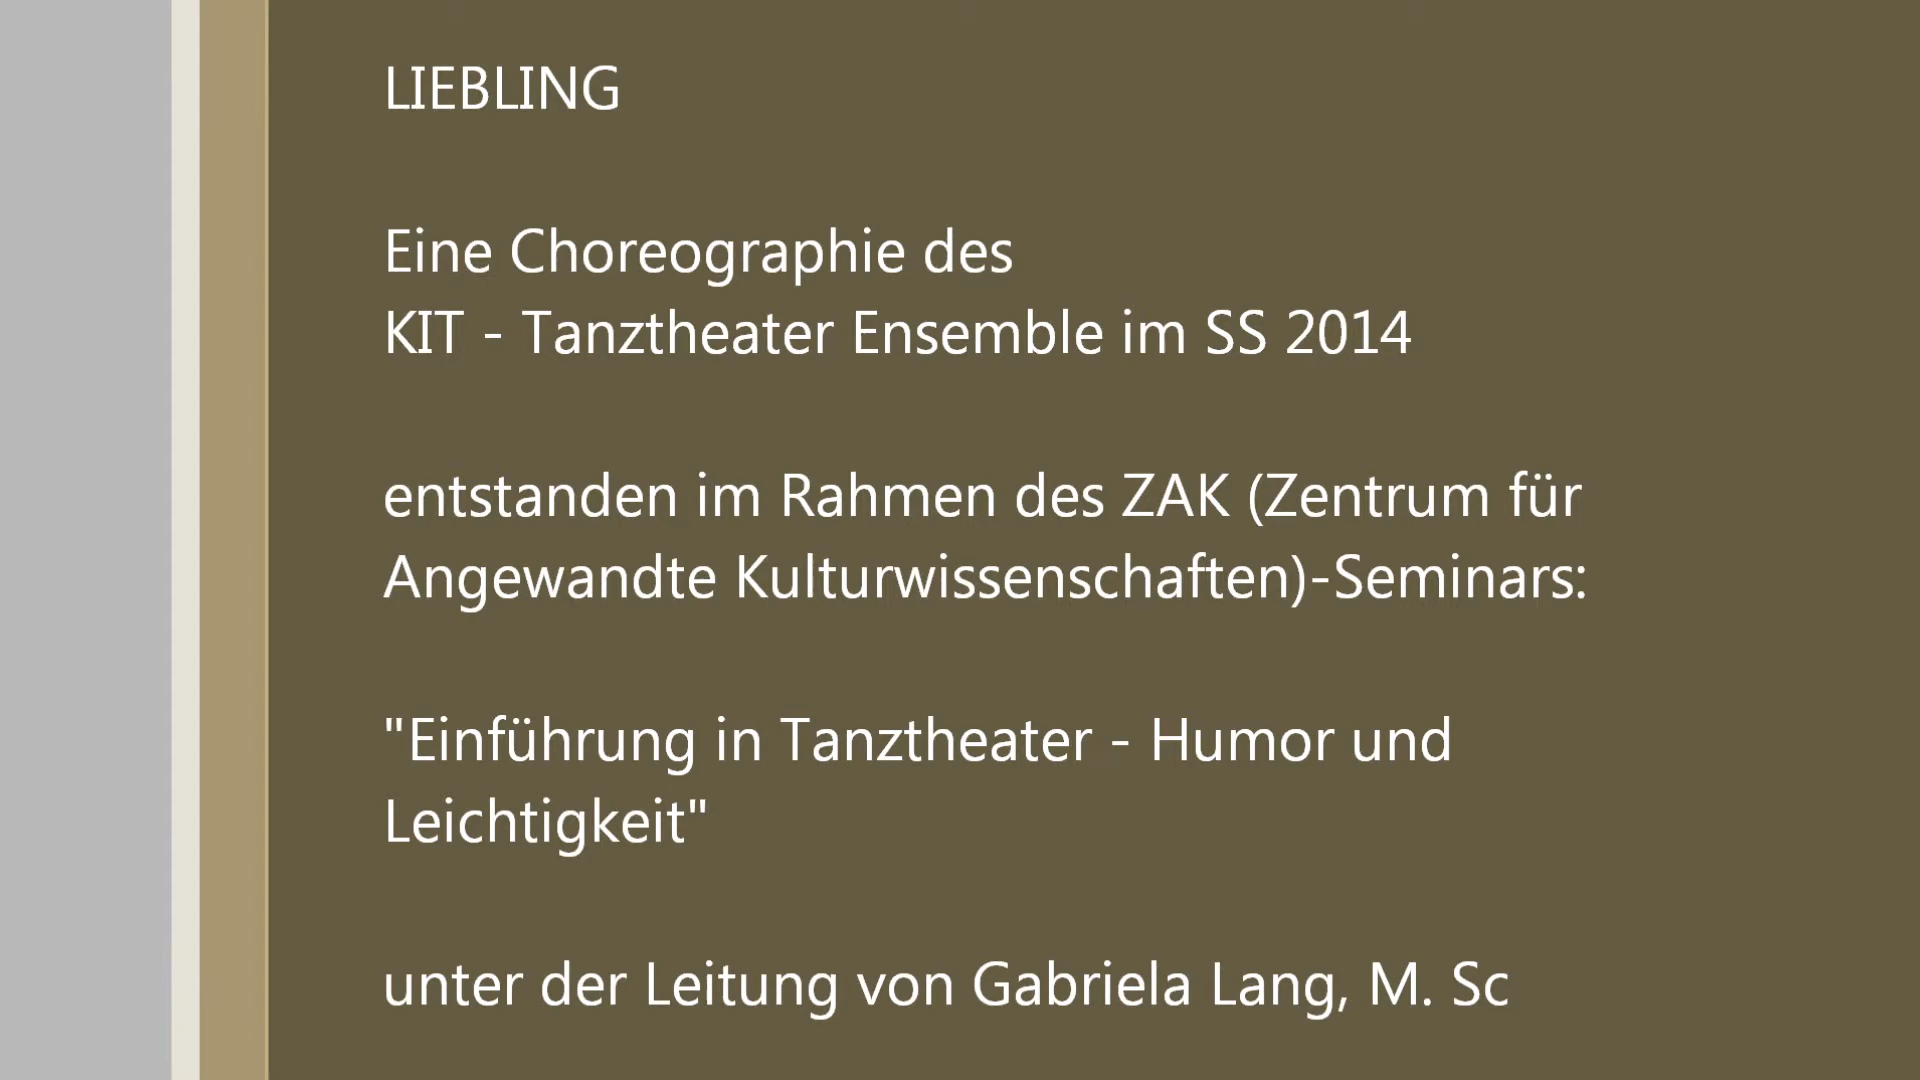 LIEBLING
Eine Choreographie des
KIT - Tanztheater Ensemble im SS 2014
entstanden im Rahmen des ZAK (Zentrum für
Angewandte Kulturwissenschaften)-Seminars:
"Einführung in Tanztheater - Humor und
Leichtigkeit"
unter der Leitung von Gabriela Lang, M. Sc